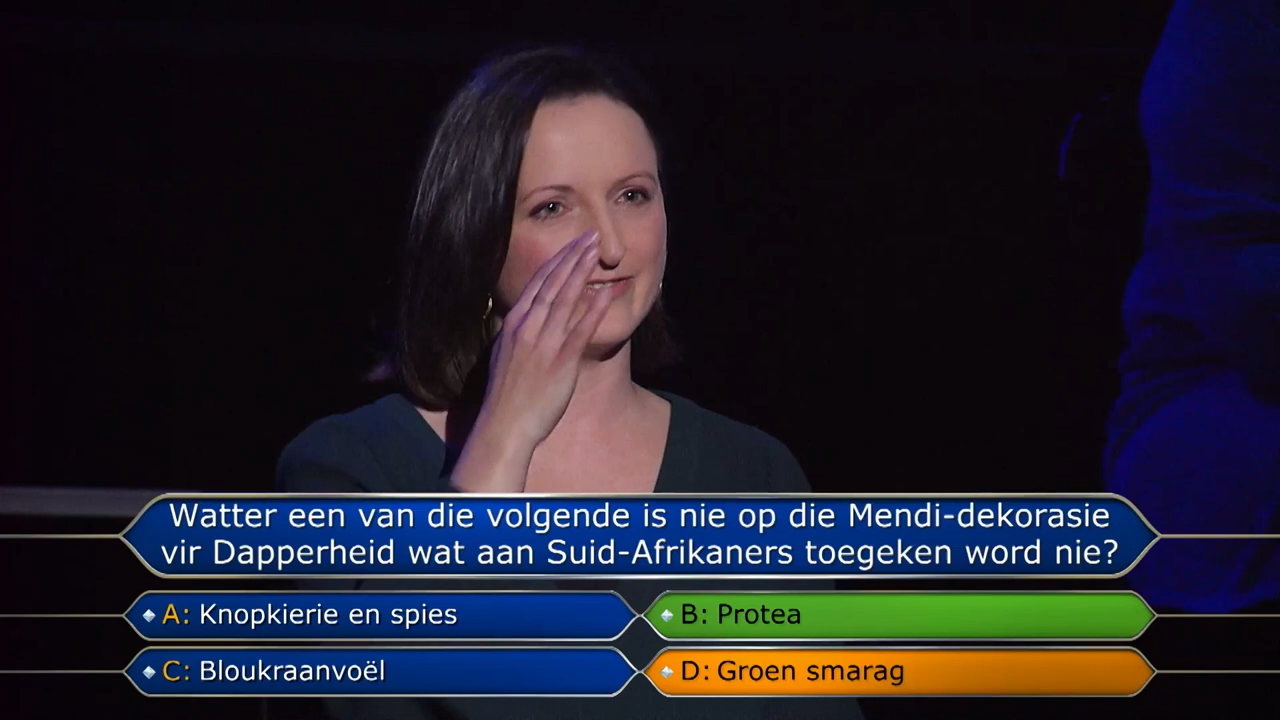 Watter een van die volgende is nie op die Mendi-dekorasie
vir Dapperheid wat aan Suid-Afrikaners toegeken word nie?
A: Knopkierie en spies
B: Protea
C: Bloukraanvoël
D: Groen smarag